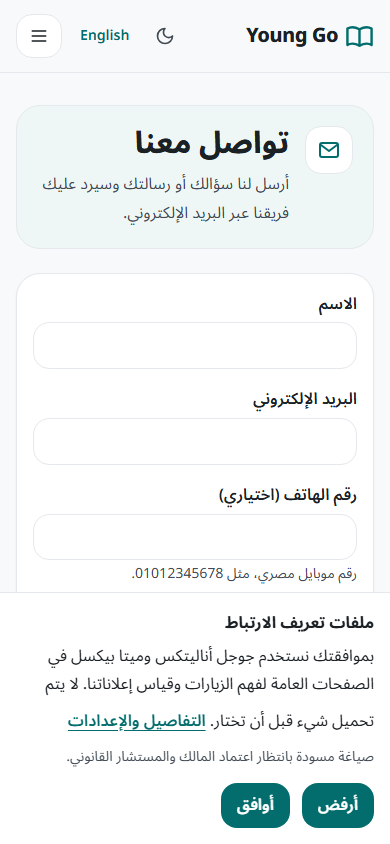 Young Go
English
تواصل معنا
أرسل لنا سؤالك أو رسالتك وسيرد عليك
فريقنا عبر البريد الإلكتروني.
الاسم
البريد الإلكتروني
رقم الهاتف (اختياري)
رقم موبايل مصري، مثل 01012345678.
ملفات تعريف الارتباط
بموافقتك نستخدم جوجل أناليتكس وميتا بيكسل في
الصفحات العامة لفهم الزيارات وقياس إعلاناتنا. لا يتم
تحميل شيء قبل أن تختار. التفاصيل والإعدادات
صياغة مسودة بانتظار اعتماد المالك والمستشار القانوني.
أرفض
أوافق